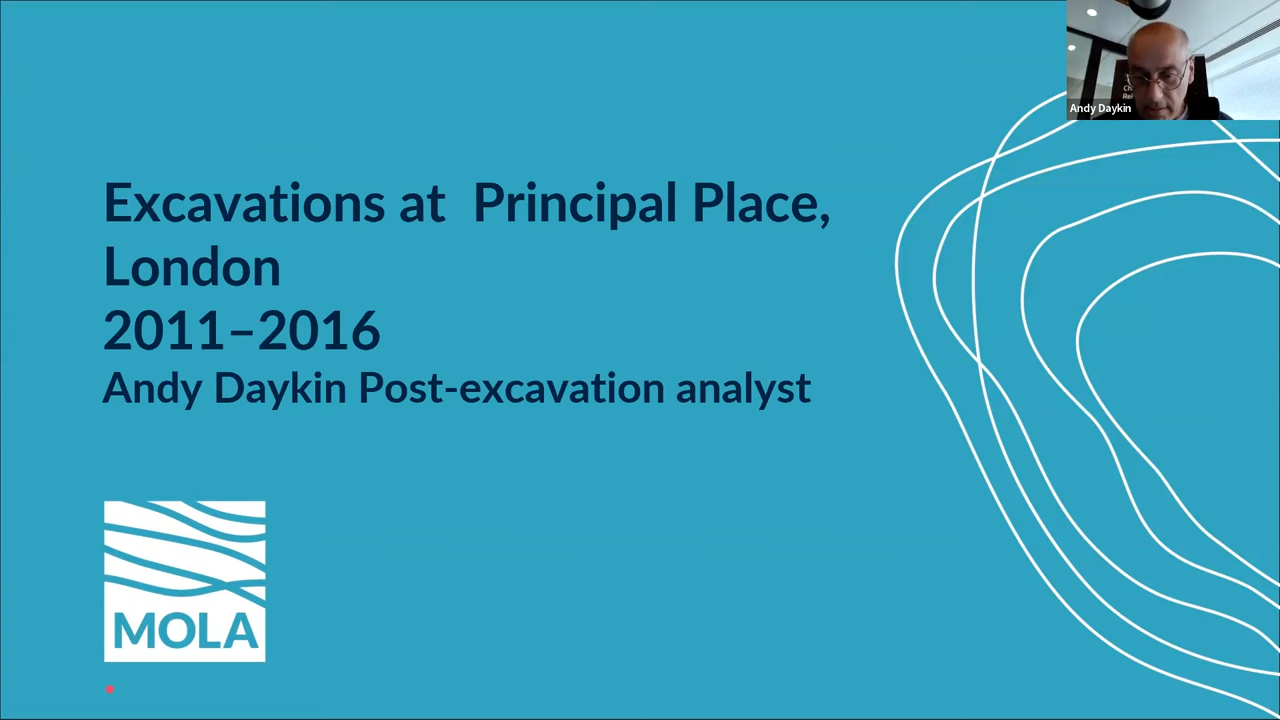 Excavations at  Principal Place,
London
2011–2016
Andy Daykin Post-excavation analyst
MOLA
Andy Daykin